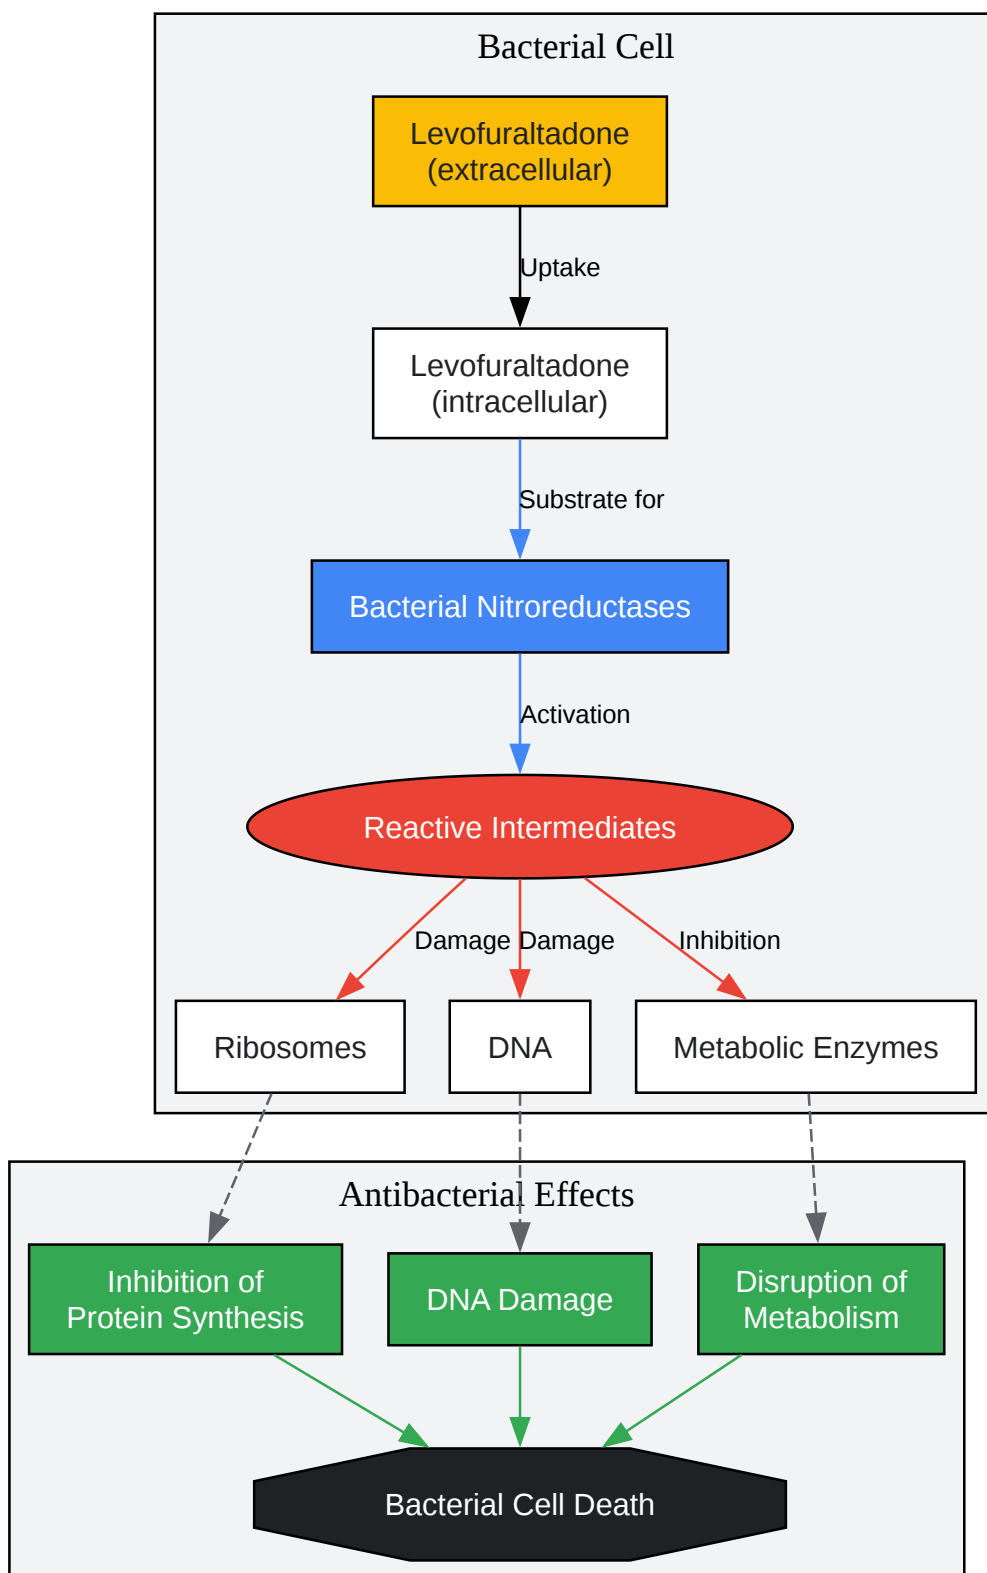 Bacterial Cell
Levofuraltadone
(extracellular)
Uptake
Levofuraltadone
(intracellular)
Substrate for
Bacterial Nitroreductases
Activation
Reactive Intermediates
Damage
Damage
Inhibition
Ribosomes
DNA
Metabolic Enzymes
Antibacterial Effects
Inhibition of
Protein Synthesis
DNA Damage
Disruption of
Metabolism
Bacterial Cell Death